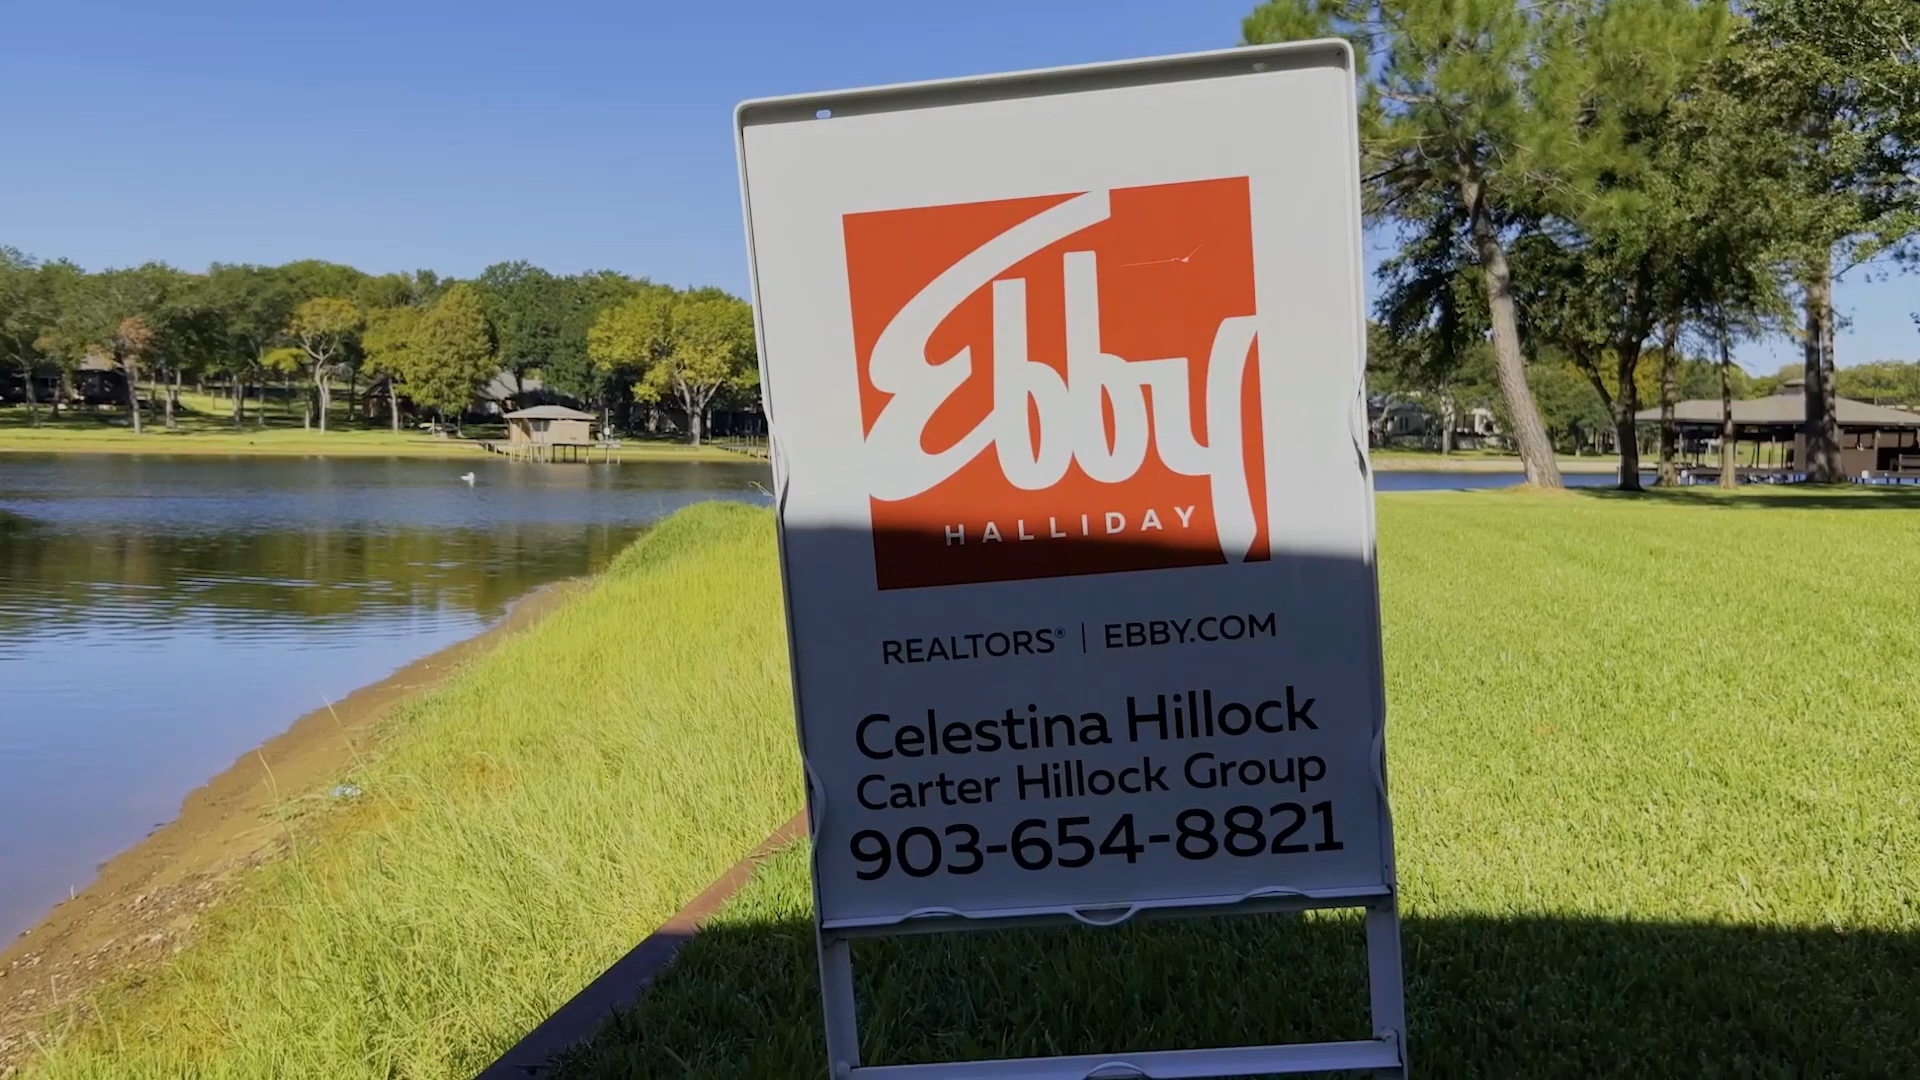 Ebby
HALLIDAY
REALTORS® | EBBY.COM
Celestina Hillock
Carter Hillock Group
903-654-8821